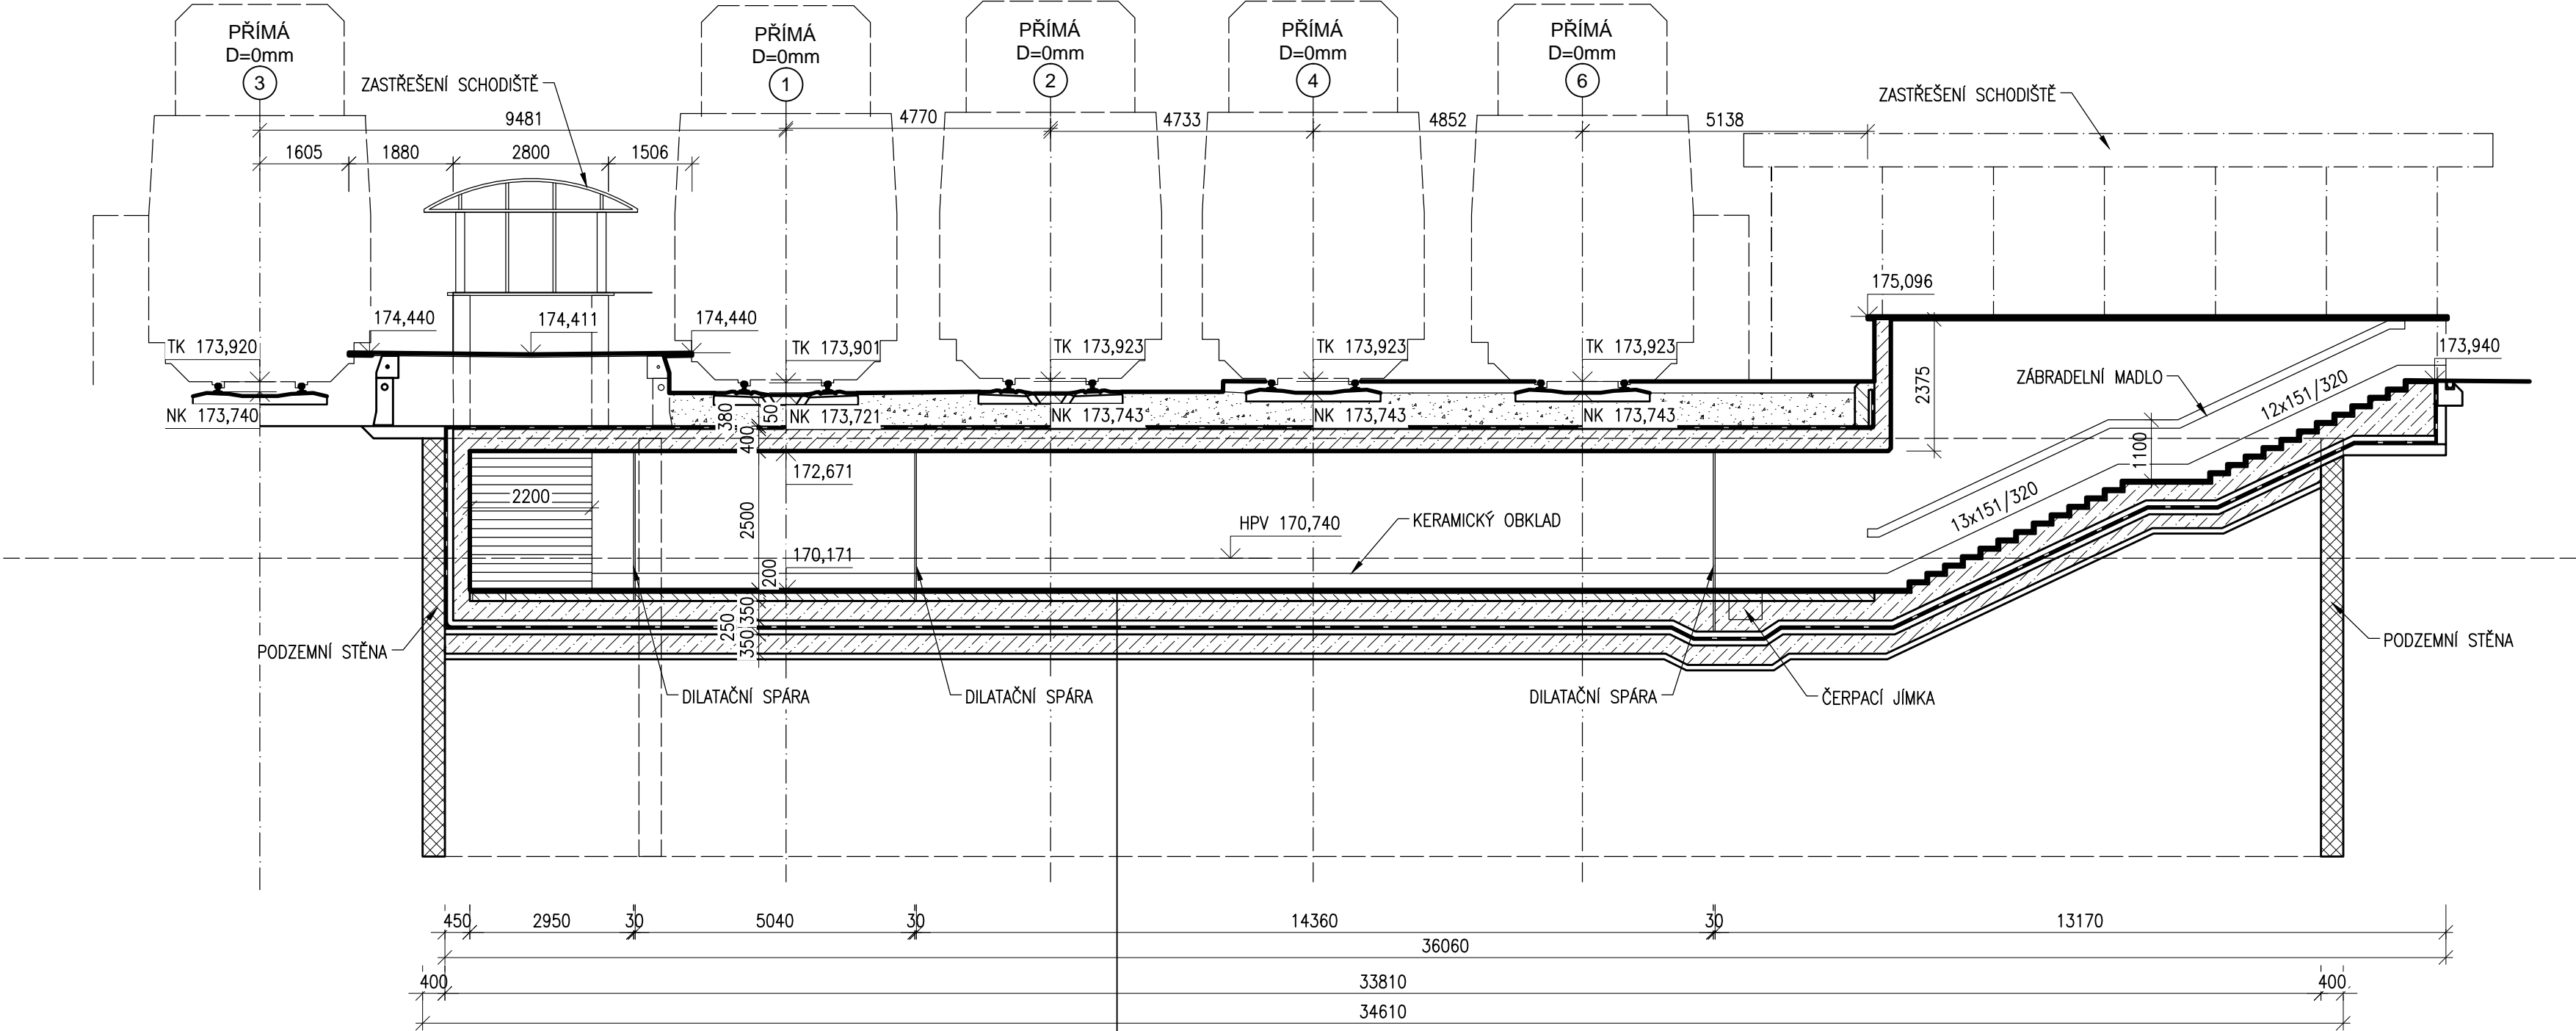 PŘÍMÁ
D=0mm
3
PŘÍMÁ
D=0mm
1
PŘÍMÁ
D=0mm
2
PŘÍMÁ
D=0mm
4
PŘÍMÁ
D=0mm
6
ZASTŘEŠENÍ SCHODIŠTĚ
ZASTŘEŠENÍ SCHODIŠTĚ
9481
4770
4733
4852
5138
1605
1880
2800
1506
175,096
174,440
174,411
174,440
TK 173,920
TK 173,901
TK 173,923
TK 173,923
TK 173,923
173,940
NK 173,740
NK 173,721
NK 173,743
NK 173,743
NK 173,743
380
550
400
2375
ZÁBRADELNÍ MADLO
12x151/320
1100
13x151/320
172,671
2200
2500
HPV 170,740
KERAMICKÝ OBKLAD
170,171
200
350
250
350
PODZEMNÍ STĚNA
PODZEMNÍ STĚNA
DILATAČNÍ SPÁRA
DILATAČNÍ SPÁRA
DILATAČNÍ SPÁRA
ČERPACÍ JÍMKA
450
2950
30
5040
30
14360
30
13170
36060
400
33810
400
34610